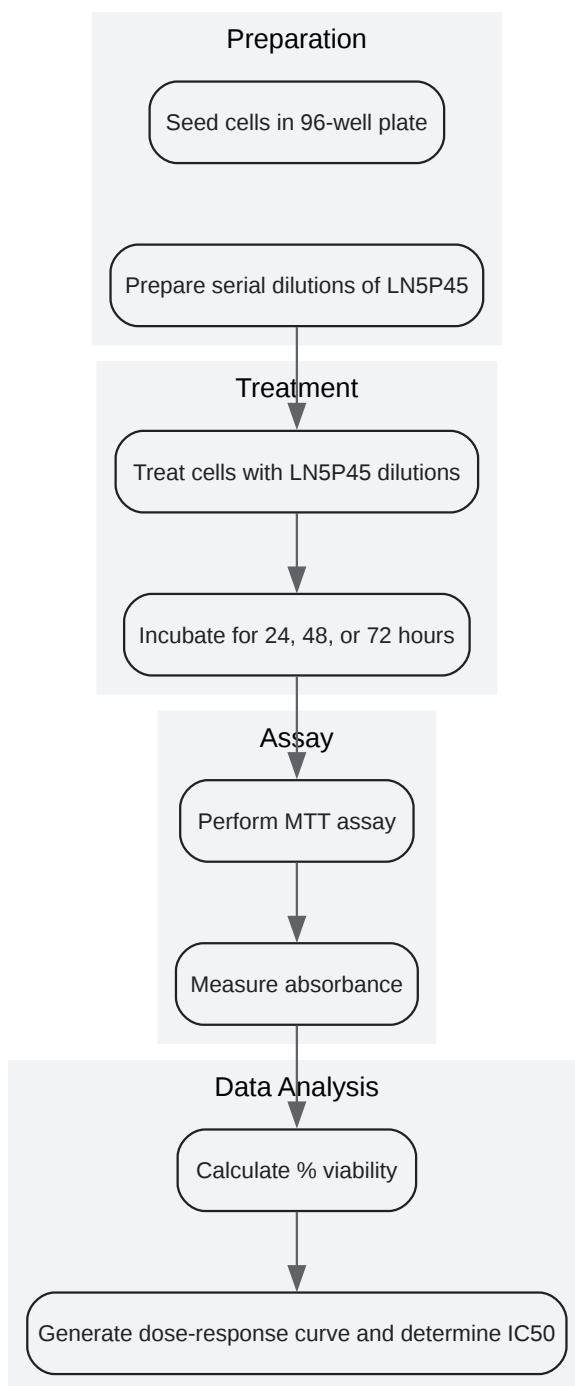 Preparation
Seed cells in 96-well plate
Prepare serial dilutions of LN5P45
Treatment
Treat cells with LN5P45 dilutions
Incubate for 24, 48, or 72 hours
Assay
Perform MTT assay
Measure absorbance
Data Analysis
Calculate % viability
Generate dose-response curve and determine IC50